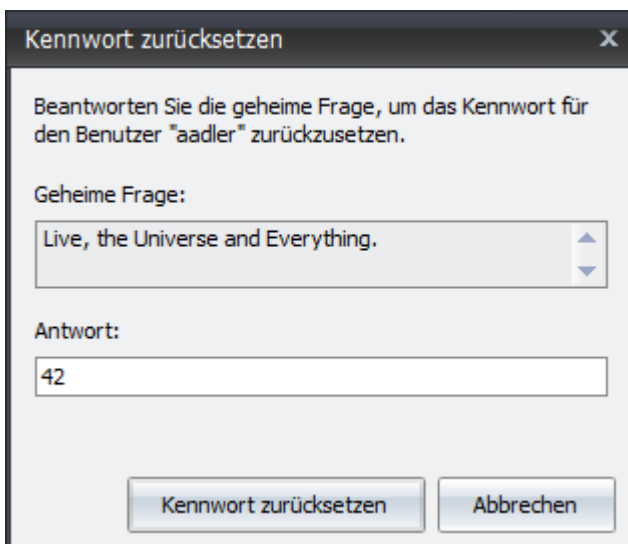 Kennwort zurücksetzen
Beantworten Sie die geheime Frage, um das Kennwort für
den Benutzer "aadler" zurückzusetzen.
Geheime Frage:
Live, the Universe and Everything.
Antwort:
42
Kennwort zurücksetzen Abbrechen